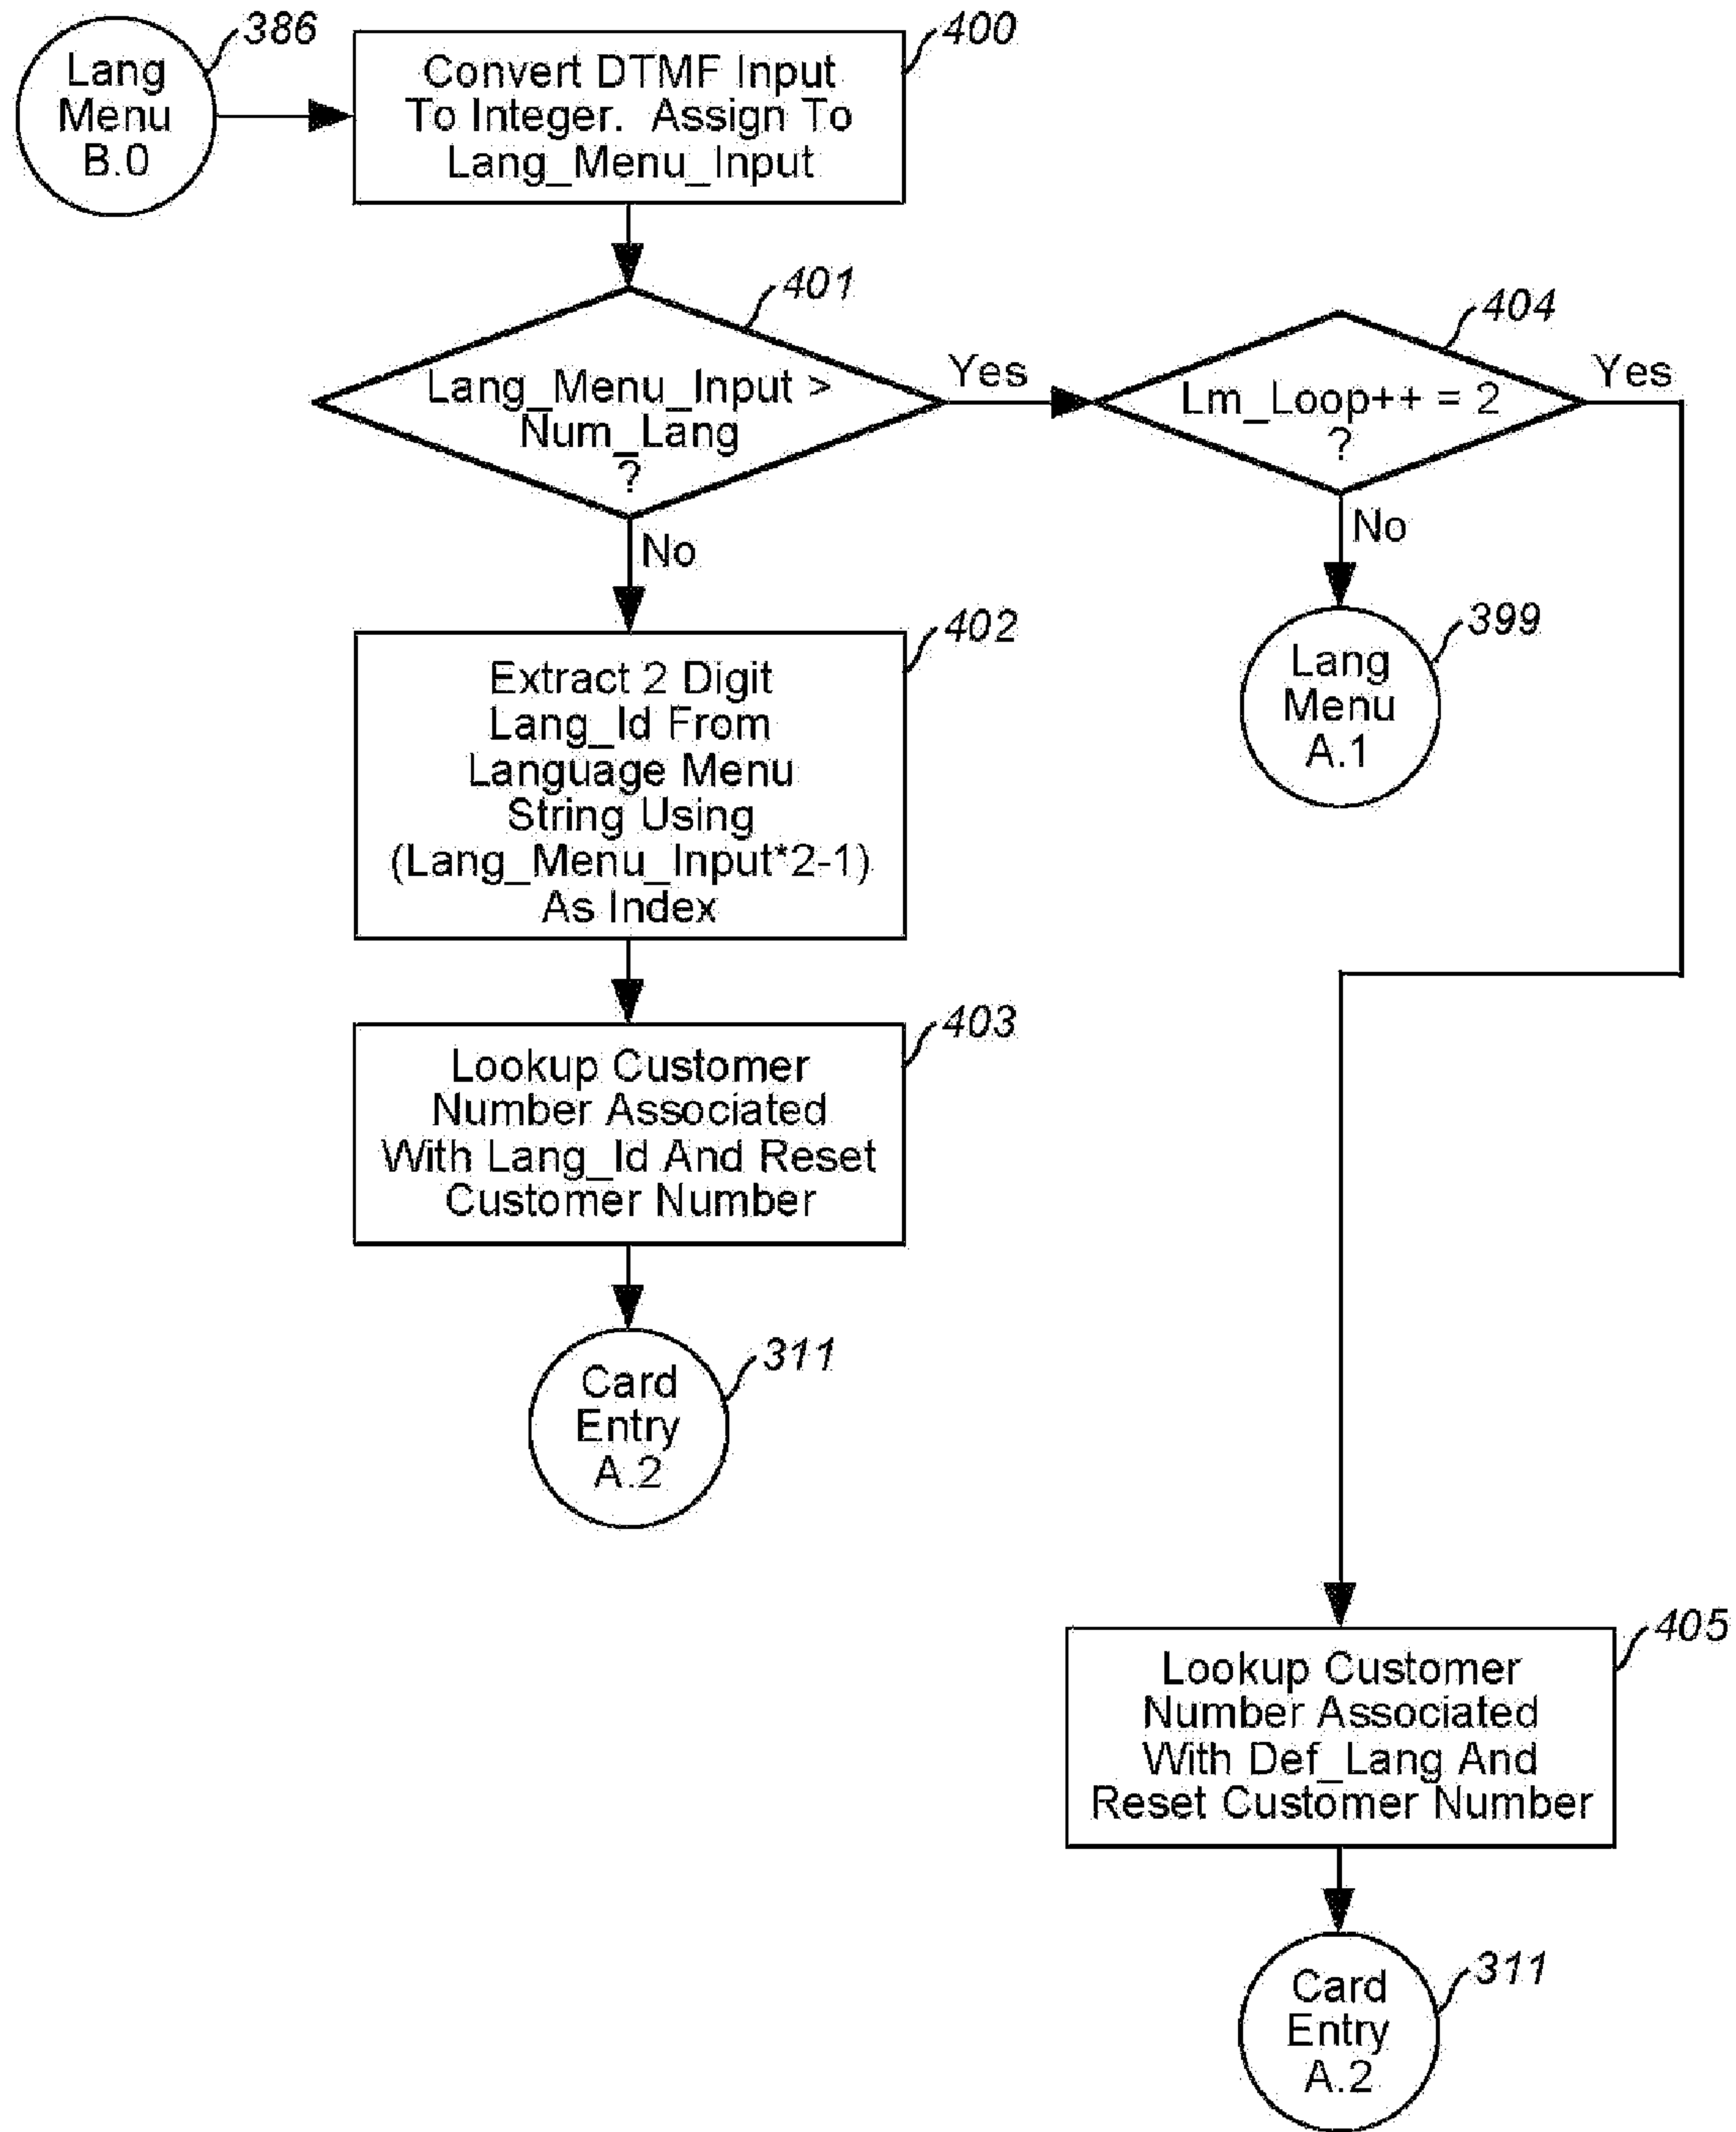 386
Lang
Menu
B.0
400
Convert DTMF Input
To Integer. Assign To
Lang_Menu_Input
401
Lang_Menu_Input >
Num_Lang
?
Yes
No
404
Lm_Loop++ = 2
?
Yes
No
399
Lang
Menu
A.1
402
Extract 2 Digit
Lang_Id From
Language Menu
String Using
(Lang_Menu_Input*2-1)
As Index
403
Lookup Customer
Number Associated
With Lang_Id And Reset
Customer Number
311
Card
Entry
A.2
405
Lookup Customer
Number Associated
With Def_Lang And
Reset Customer Number
311
Card
Entry
A.2